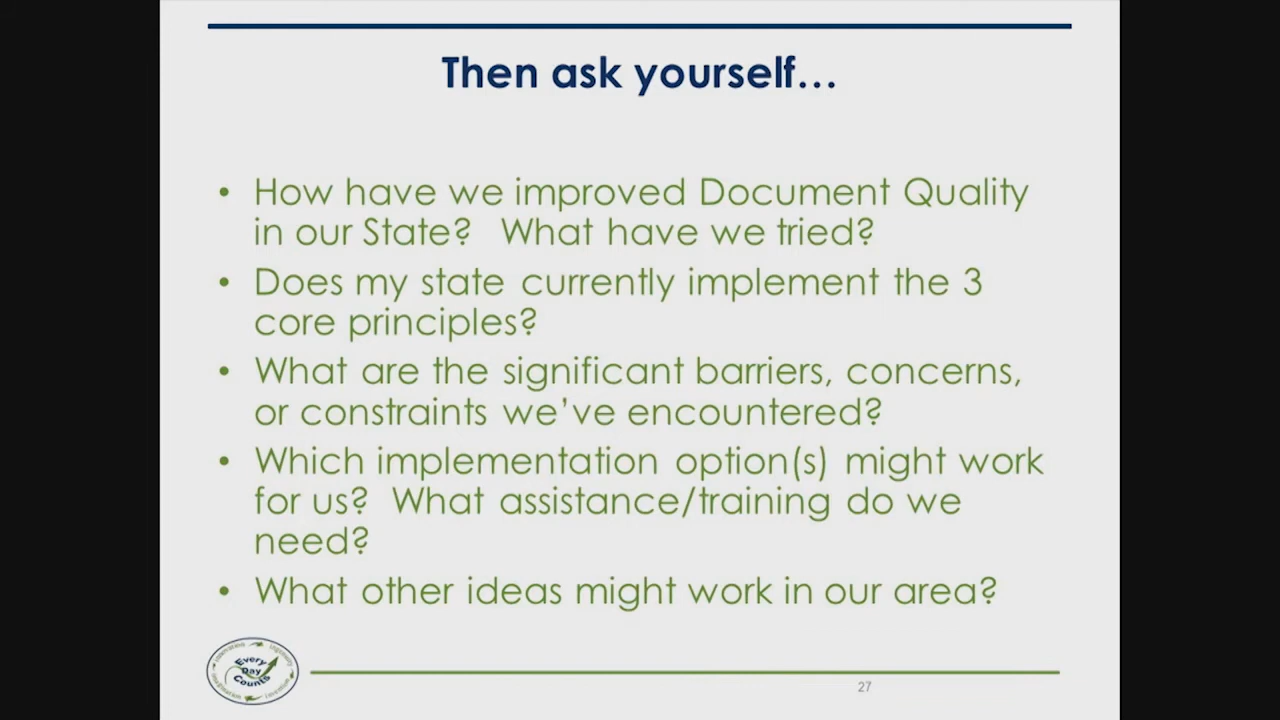 Then ask yourself…
• How have we improved Document Quality
in our State? What have we tried?
• Does my state currently implement the 3
core principles?
• What are the significant barriers, concerns,
or constraints we've encountered?
• Which implementation option(s) might work
for us? What assistance/training do we
need?
• What other ideas might work in our area?
Every
Day
Counts
27